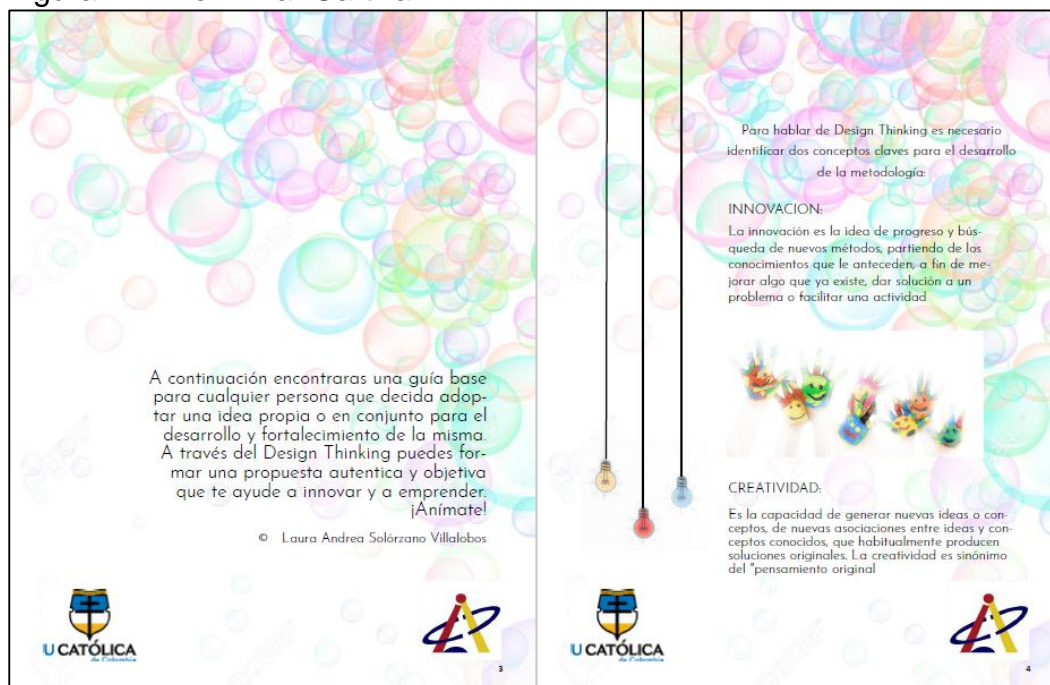 A continuación encontraras una guía base
para cualquier persona que decida adop-
tar una idea propia o en conjunto para el
desarrollo y fortalecimiento de la misma.
A través del Design Thinking puedes for-
mar una propuesta autentica y objetiva
que te ayude a innovar y a emprender.
¡Anímate!
© Laura Andrea Solórzano Villalobos
U CATÓLICA
de Colombia
3
Para hablar de Design Thinking es necesario
identificar dos conceptos claves para el desarrollo
de la metodología:
INNOVACION:
La innovación es la idea de progreso y bús-
queda de nuevos métodos, partiendo de los
conocimientos que le anteceden, a fin de me-
jorar algo que ya existe, dar solución a un
problema o facilitar una actividad
CREATIVIDAD:
Es la capacidad de generar nuevas ideas o con-
ceptos, de nuevas asociaciones entre ideas y con-
ceptos conocidos, que habitualmente producen
soluciones originales. La creatividad es sinónimo
del "pensamiento original
U CATÓLICA
de Colombia
4